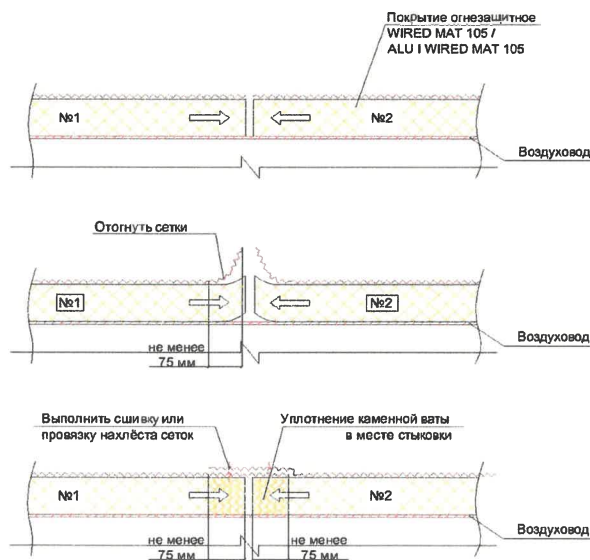 Покрытие огнезащитное
WIRED MAT 105 /
ALU I WIRED MAT 105
№1
№2
Воздуховод
Отогнуть сетки
№1
№2
Воздуховод
не менее
75 мм
Выполнить сшивку или
провязку нахлёста сеток
Уплотнение каменной ваты
в месте стыковки
№1
№2
Воздуховод
не менее
75 мм
не менее
75 мм